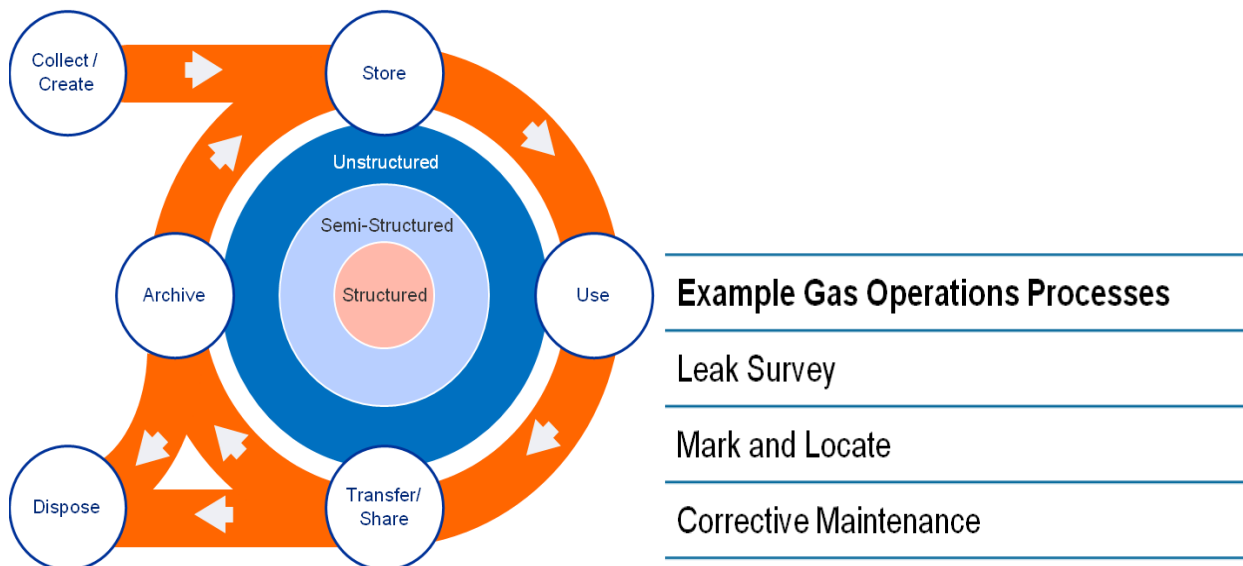 Collect /
Create
Store
Unstructured
Semi-Structured
Structured
Archive
Use
Dispose
Transfer/
Share
Example Gas Operations Processes
Leak Survey
Mark and Locate
Corrective Maintenance